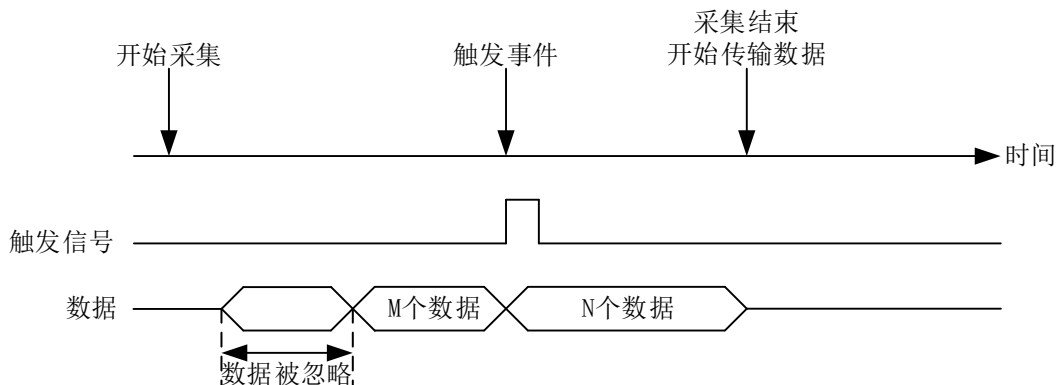 采集结束
开始采集
触发事件
开始传输数据
时间
触发信号
数据
M个数据
N个数据
数据被忽略